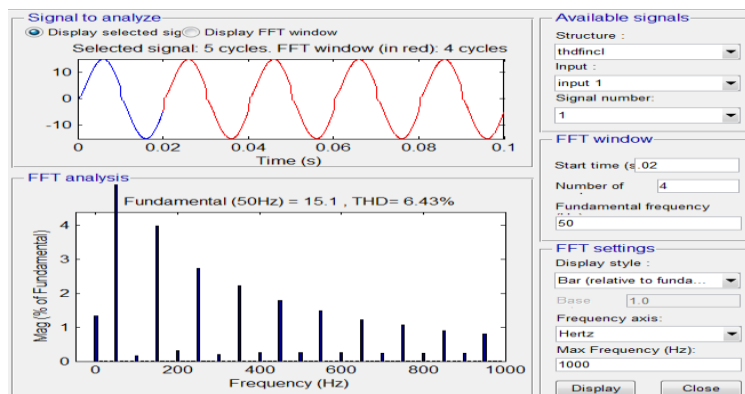 Signal to analyze
Display selected sig Display FFT window
Selected signal: 5 cycles. FFT window (in red): 4 cycles
10
0
-10
0 0.02 0.04 0.06 0.08 0.1
Time (s)
FFT analysis
Fundamental (50Hz) = 15.1 , THD= 6.43%
Mag (% of Fundamental)
4
3
2
1
0
0 200 400 600 800 1000
Frequency (Hz)
Available signals
Structure :
thdfincl
Input :
input 1
Signal number:
1
FFT window
Start time (s .02
Number of 4
Fundamental frequency
50
FFT settings
Display style :
Bar (relative to funda...
Base 1.0
Frequency axis:
Hertz
Max Frequency (Hz):
1000
Display Close